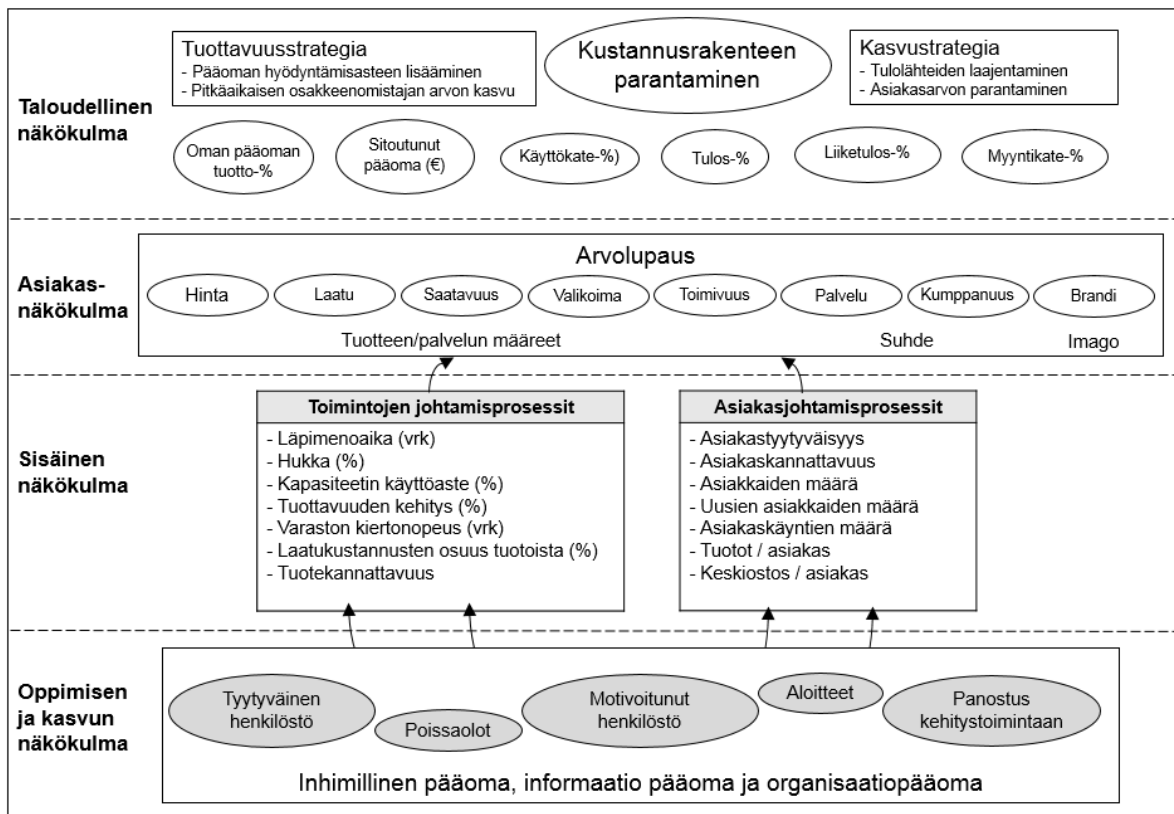 Taloudellinen
näkökulma
Tuottavuusstrategia
- Pääoman hyödyntämisasteen lisääminen
- Pitkäaikaisen osakkeenomistajan arvon kasvu
Kustannusrakenteen
parantaminen
Kasvustrategia
- Tulolähteiden laajentaminen
- Asiakasarvon parantaminen
Oman pääoman
tuotto-%
Sitoutunut
pääoma (€)
Käyttökate-%)
Tulos-%
Liiketulos-%
Myyntikate-%
Asiakas-
näkökulma
Arvolupaus
Hinta
Laatu
Saatavuus
Valikoima
Toimivuus
Palvelu
Kumppanuus
Brandi
Tuotteen/palvelun määreet
Suhde
Imago
Sisäinen
näkökulma
Toimintojen johtamisprosessit
- Läpimenoaika (vrk)
- Hukka (%)
- Kapasiteetin käyttöaste (%)
- Tuottavuuden kehitys (%)
- Varaston kiertonopeus (vrk)
- Laatukustannusten osuus tuotoista (%)
- Tuotekannattavuus
Asiakasjohtamisprosessit
- Asiakastyytyväisyys
- Asiakaskannattavuus
- Asiakkaiden määrä
- Uusien asiakkaiden määrä
- Asiakaskäyntien määrä
- Tuotot / asiakas
- Keskiostos / asiakas
Oppimisen
ja kasvun
näkökulma
Tyytyväinen
henkilöstö
Poissaolot
Motivoitunut
henkilöstö
Aloitteet
Panostus
kehitystoimintaan
Inhimillinen pääoma, informaatio pääoma ja organisaatiopääoma